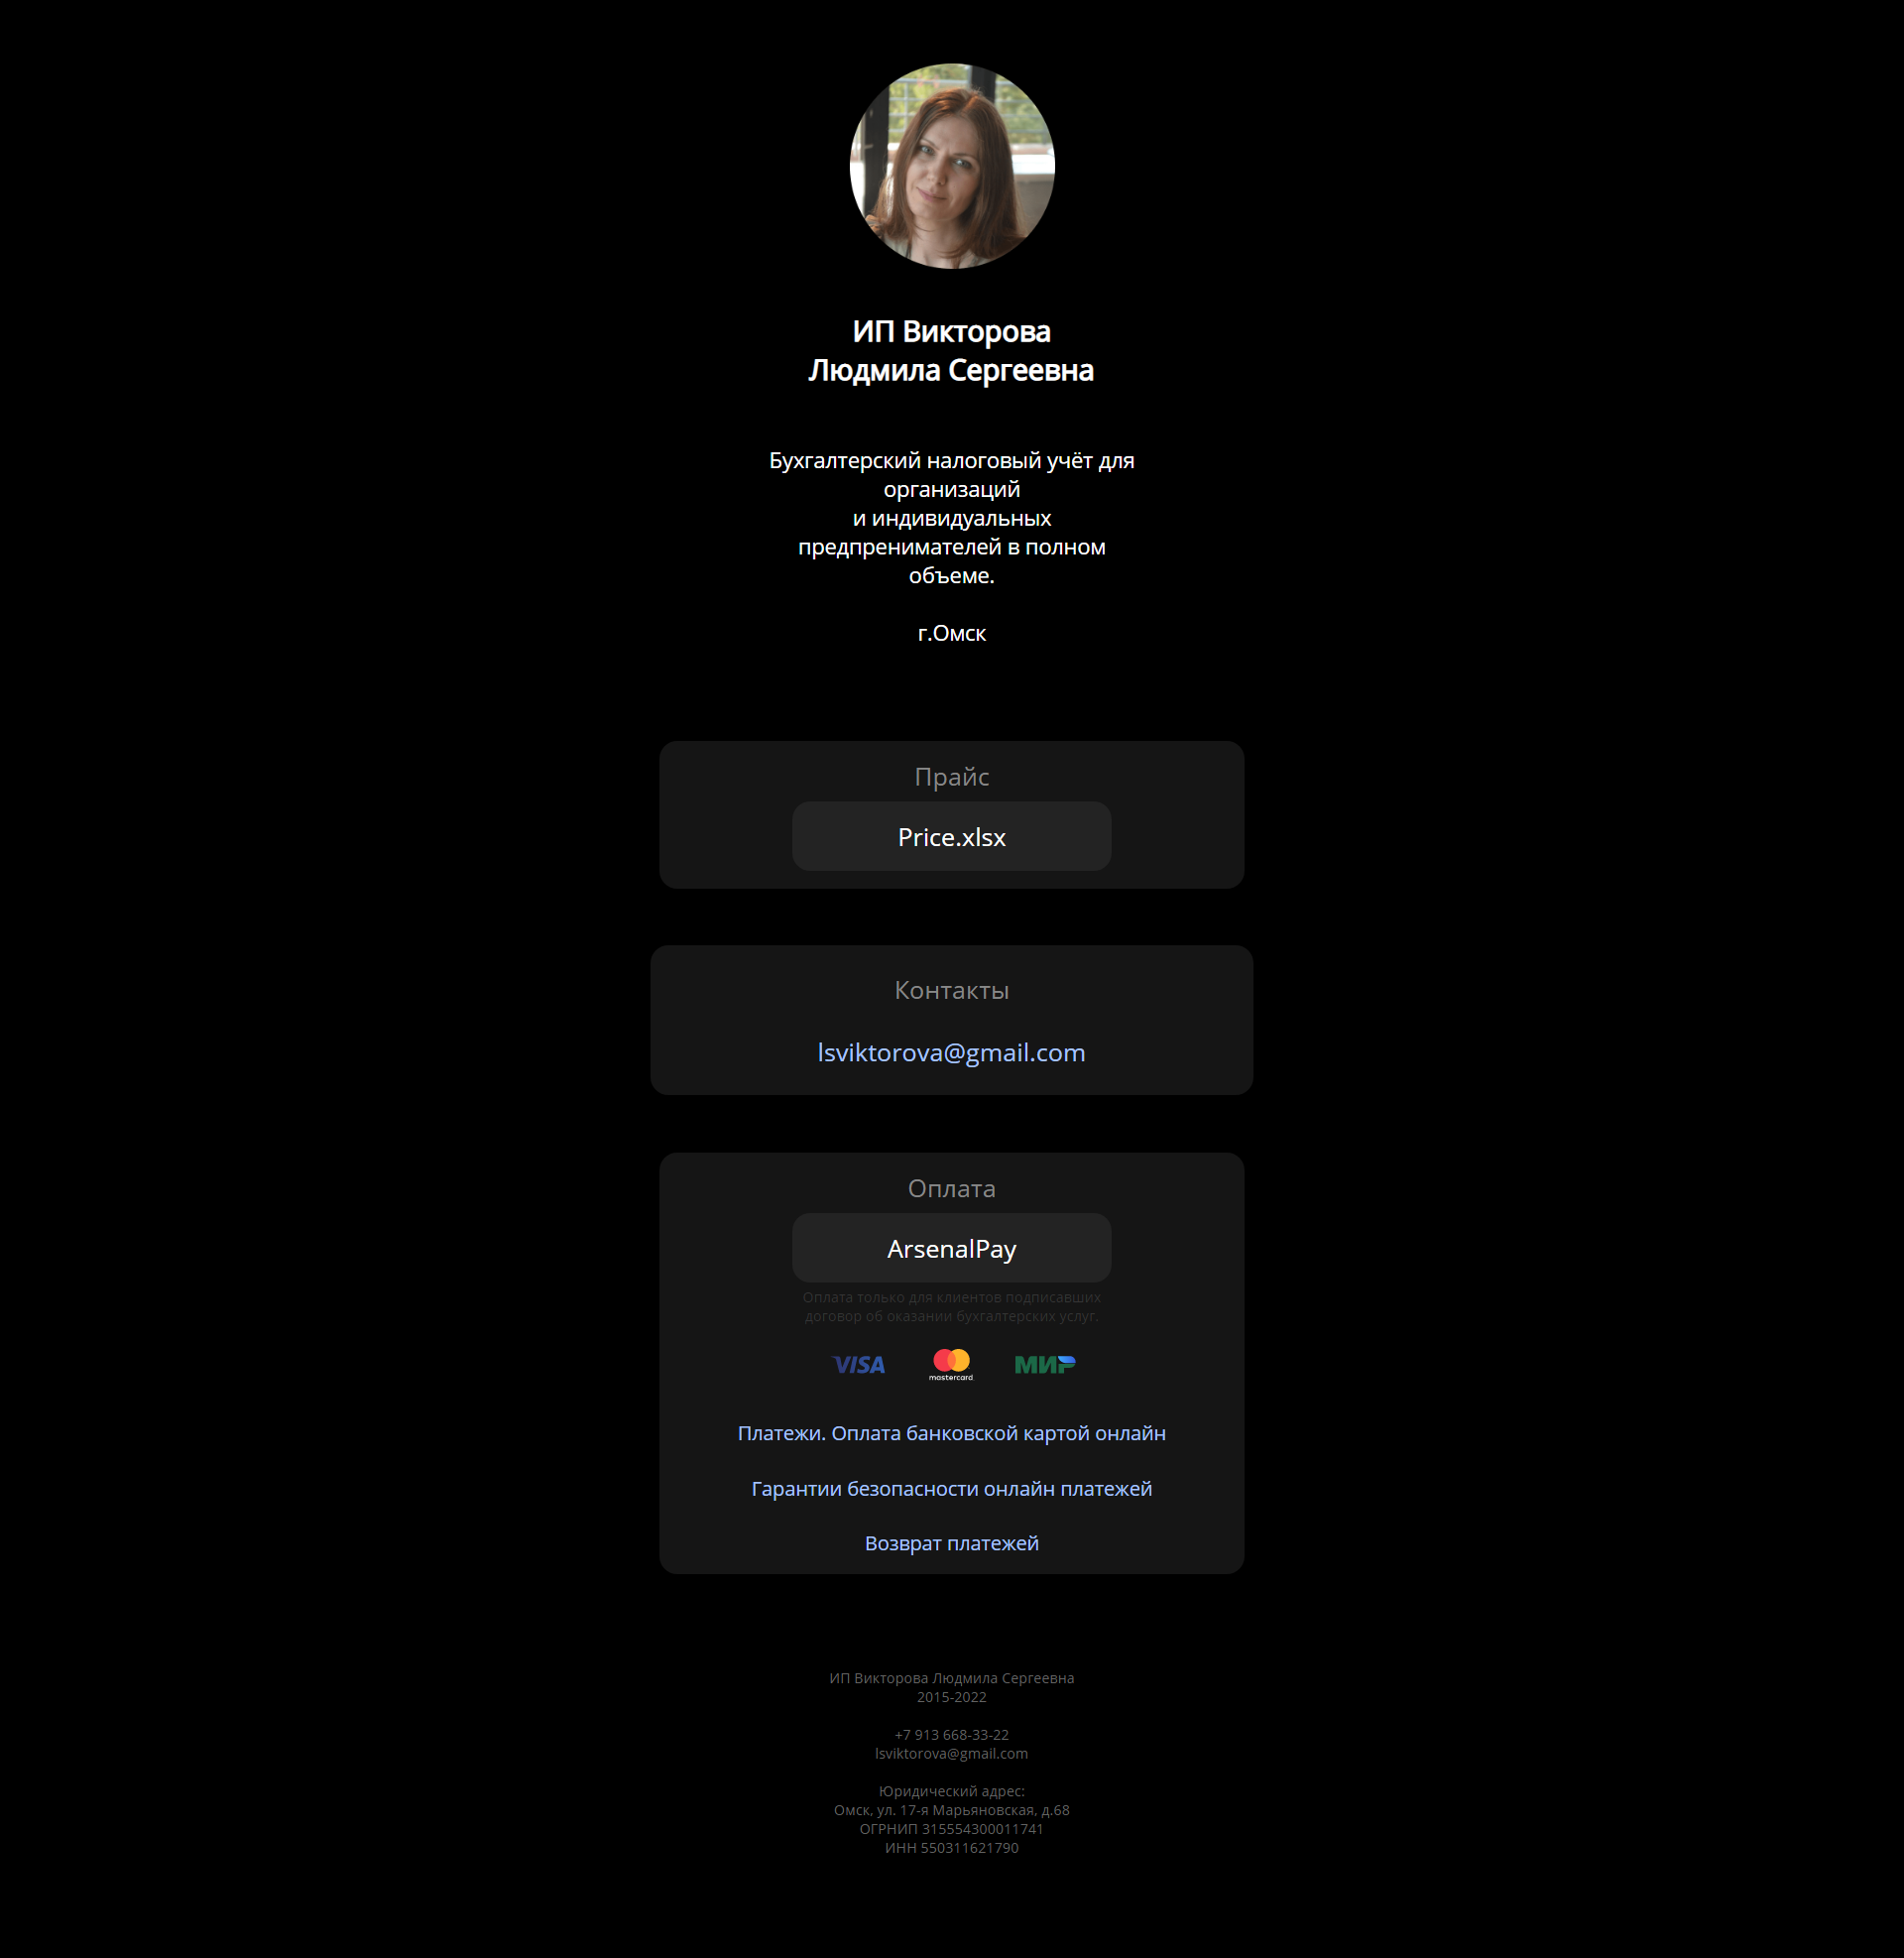 ИП Викторова
Людмила Сергеевна
Бухгалтерский налоговый учёт для
организаций
и индивидуальных
предпренимателей в полном
объеме.
г.Омск
Прайс
Price.xlsx
Контакты
lsviktorova@gmail.com
Оплата
ArsenalPay
Оплата только для клиентов подписавших
договор об оказании бухгалтерских услуг.
VISA mastercard МИР
Платежи. Оплата банковской картой онлайн
Гарантии безопасности онлайн платежей
Возврат платежей
ИП Викторова Людмила Сергеевна
2015-2022
+7 913 668-33-22
lsviktorova@gmail.com
Юридический адрес:
Омск, ул. 17-я Марьяновская, д.68
ОГРНИП 315554300011741
ИНН 550311621790